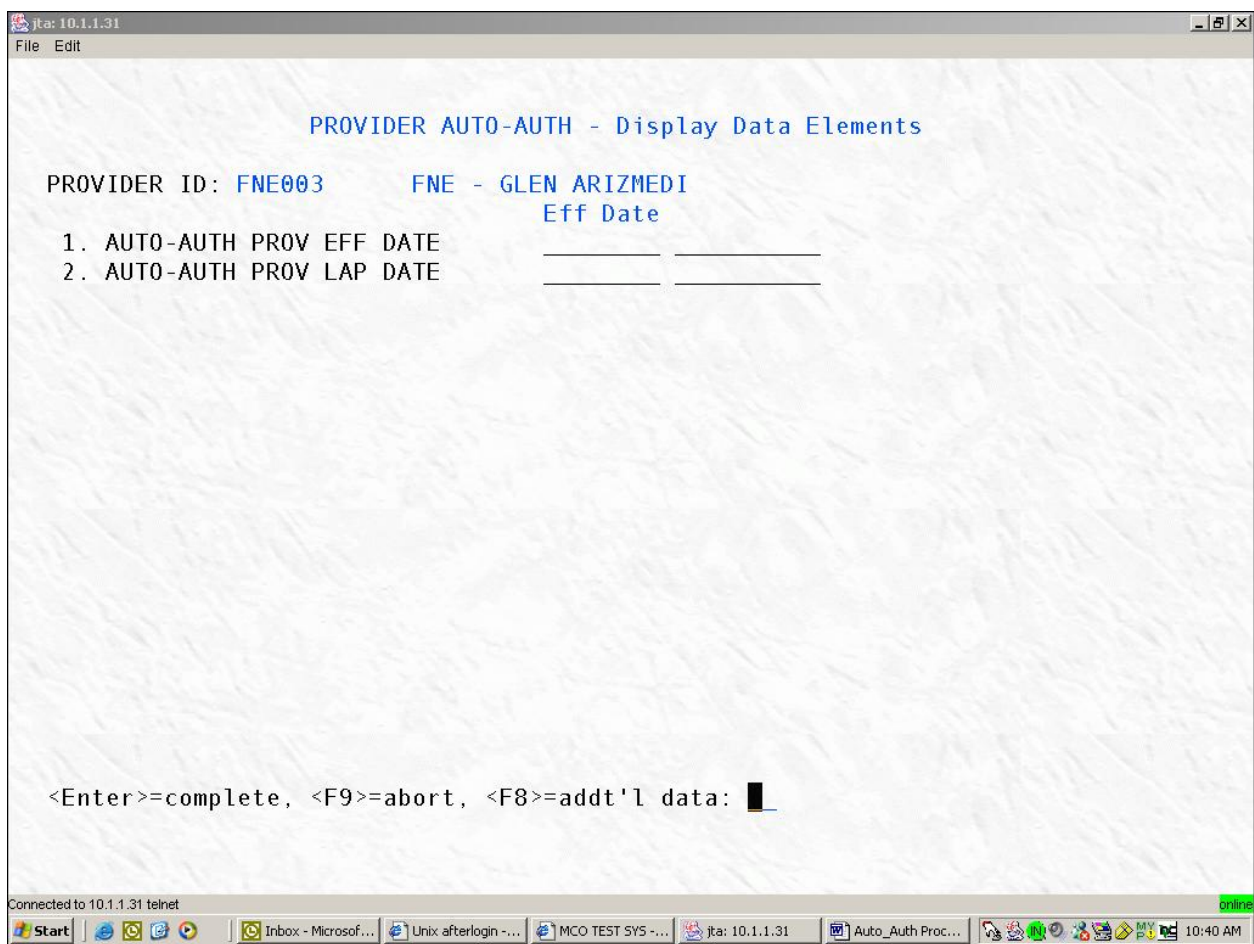 jta: 10.1.1.31
File Edit
PROVIDER AUTO-AUTH - Display Data Elements
PROVIDER ID: FNE003 FNE - GLEN ARIZMEDI
Eff Date
1. AUTO-AUTH PROV EFF DATE
2. AUTO-AUTH PROV LAP DATE
<Enter>=complete, <F9>=abort, <F8>=addt'l data:
Connected to 10.1.1.31 telnet online
Start Inbox - Microsof... Unix afterlogin -... MCO TEST SYS -... jta: 10.1.1.31 Auto_Auth Proc... 10:40 AM